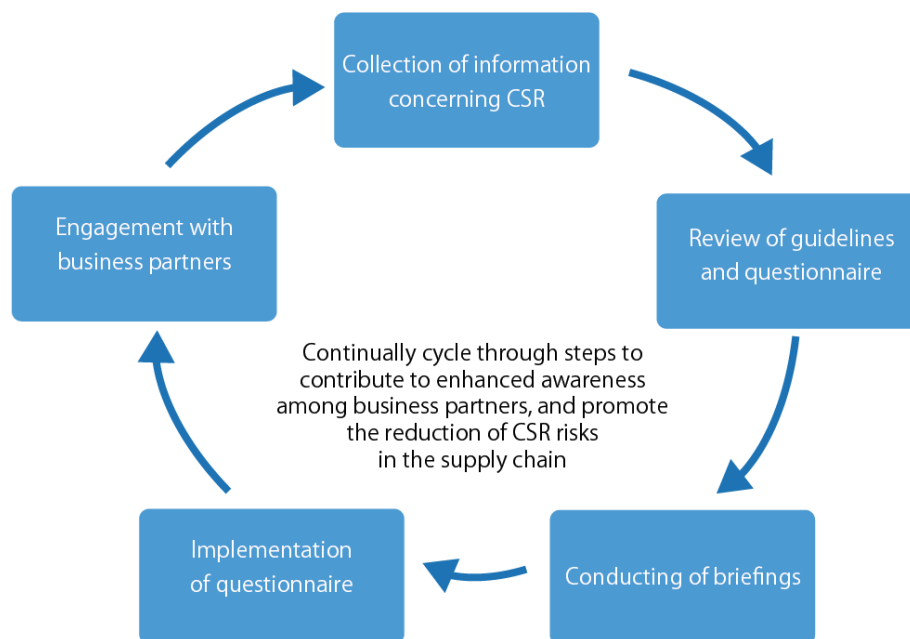 Collection of information
concerning CSR
Engagement with
business partners
Review of guidelines
and questionnaire
Continually cycle through steps to
contribute to enhanced awareness
among business partners, and promote
the reduction of CSR risks
in the supply chain
Implementation
of questionnaire
Conducting of briefings